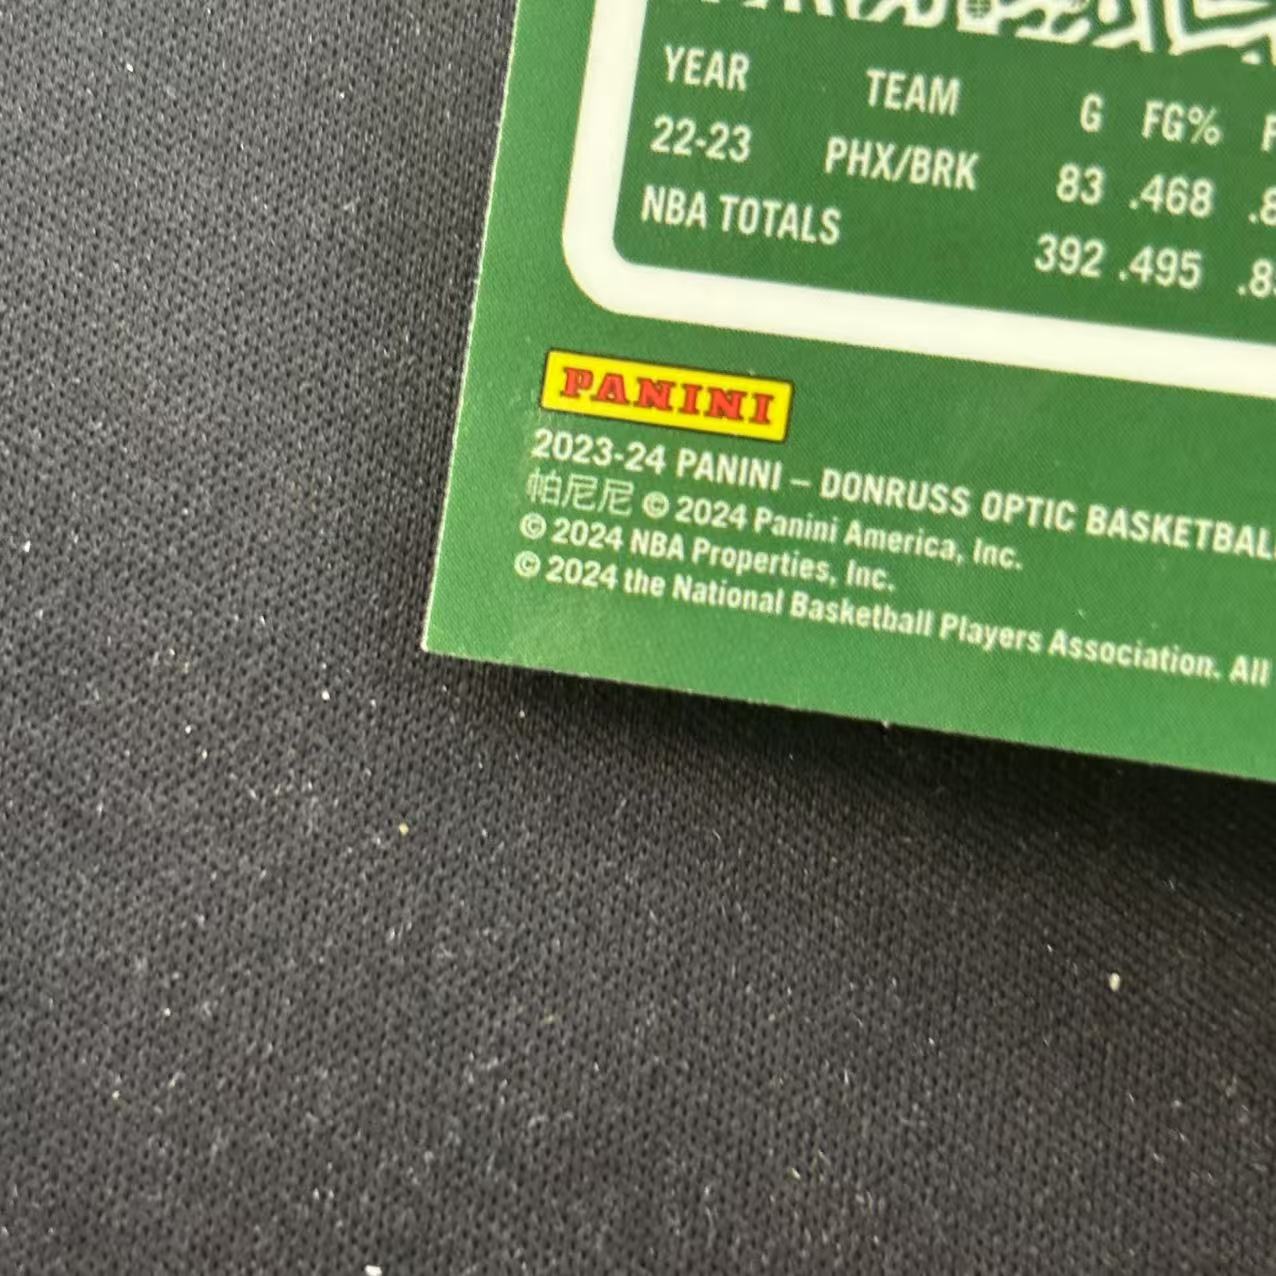 YEAR TEAM G FG%
22-23 PHX/BRK 83 .468
NBA TOTALS 392 .495
PANINI
2023-24 PANINI – DONRUSS OPTIC BASKETBAL
帕尼尼 © 2024 Panini America, Inc.
© 2024 NBA Properties, Inc.
© 2024 the National Basketball Players Association. All